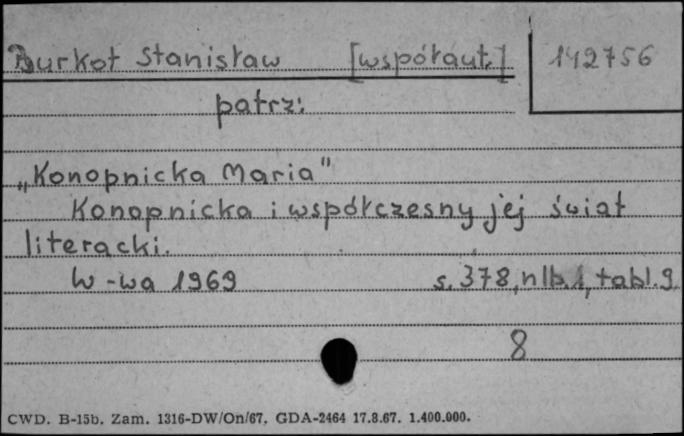 Burkot Stanisław [współaut.] 142756
patrz:
„Konopnicka Maria"
Konopnicka i współczesny jej świat
literacki.
W-wa 1969 s. 378, nlb. 1, tabl. 9.
8
CWD. B-15b. Zam. 1316-DW/On/67. GDA-2464 17.8.67. 1.400.000.